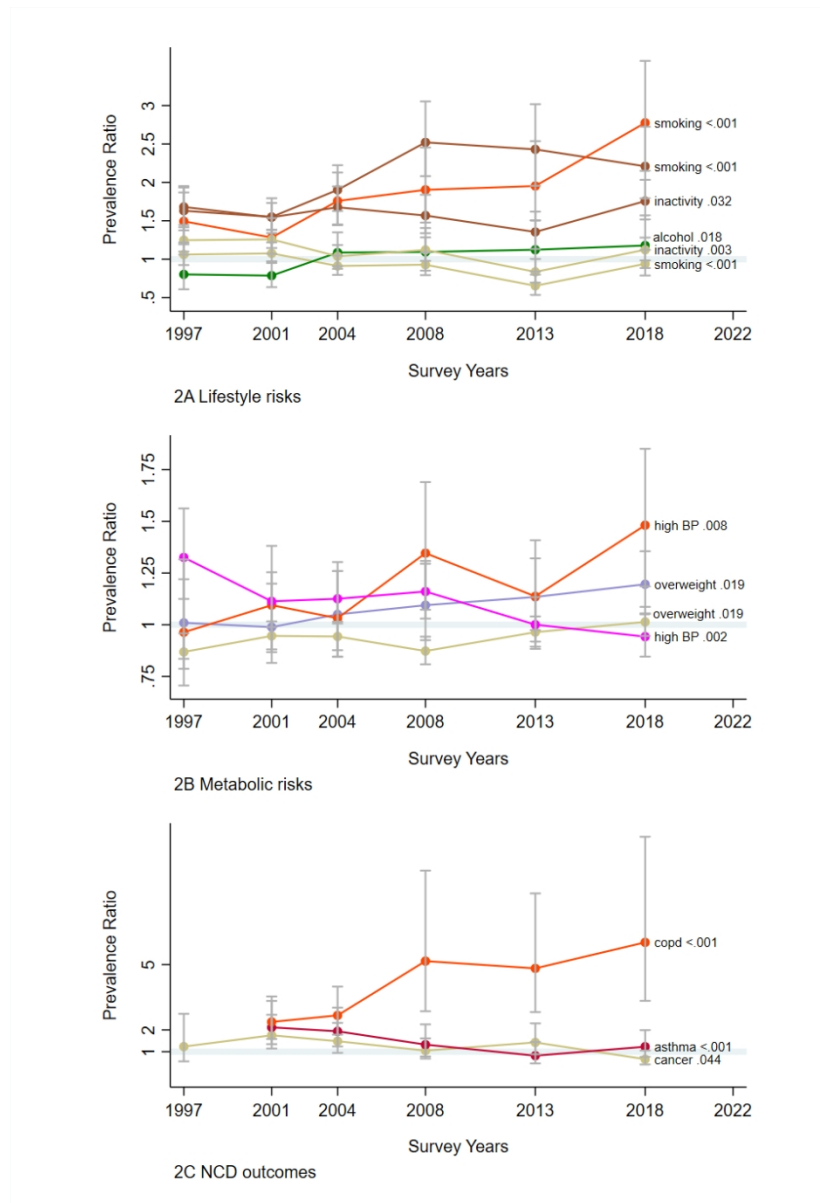 Prevalence Ratio
3
2.5
2
1.5
1
.5
smoking <.001
smoking <.001
inactivity .032
alcohol .018
inactivity .003
smoking <.001
1997 2001 2004 2008 2013 2018 2022
Survey Years
2A Lifestyle risks
Prevalence Ratio
1.75
1.5
1.25
1
.75
high BP .008
overweight .019
overweight .019
high BP .002
1997 2001 2004 2008 2013 2018 2022
Survey Years
2B Metabolic risks
Prevalence Ratio
5
2
1
copd <.001
asthma <.001
cancer .044
1997 2001 2004 2008 2013 2018 2022
Survey Years
2C NCD outcomes